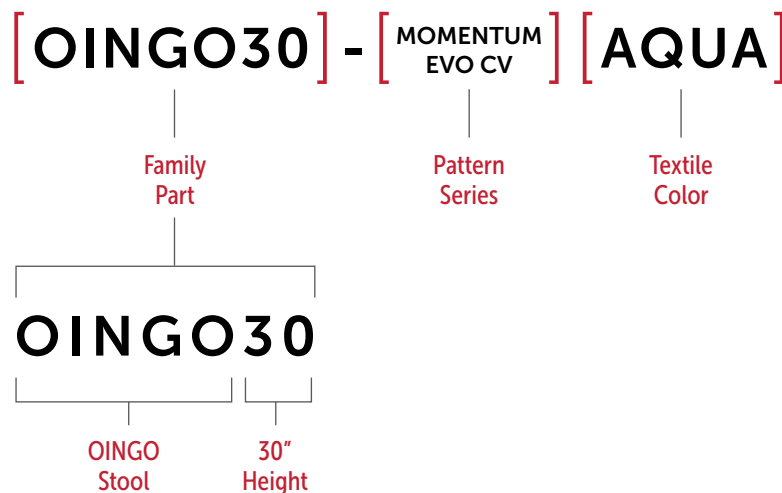 [OINGO30] - [MOMENTUM EVO CV] [AQUA]
Family Part
Pattern Series
Textile Color
OINGO30
OINGO Stool
30″ Height